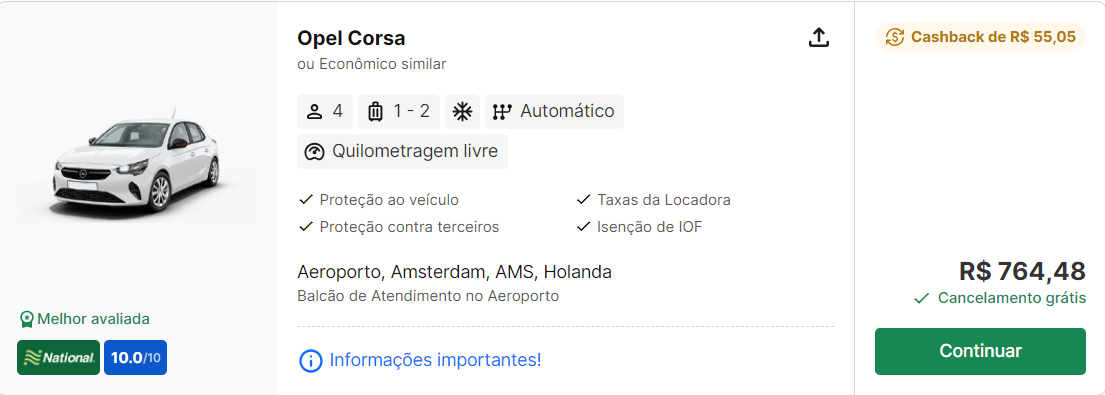 Opel Corsa
ou Econômico similar
4
1 - 2
Automático
Quilometragem livre
Proteção ao veículo
Taxas da Locadora
Proteção contra terceiros
Isenção de IOF
Aeroporto, Amsterdam, AMS, Holanda
Balcão de Atendimento no Aeroporto
Informações importantes!
Melhor avaliada
National.
10.0/10
Cashback de R$ 55,05
R$ 764,48
Cancelamento grátis
Continuar